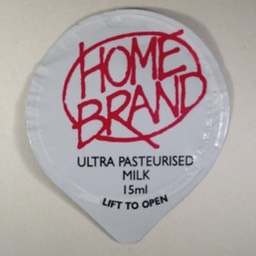 HOME
BRAND
ULTRA PASTEURISED
MILK
15ml
LIFT TO OPEN